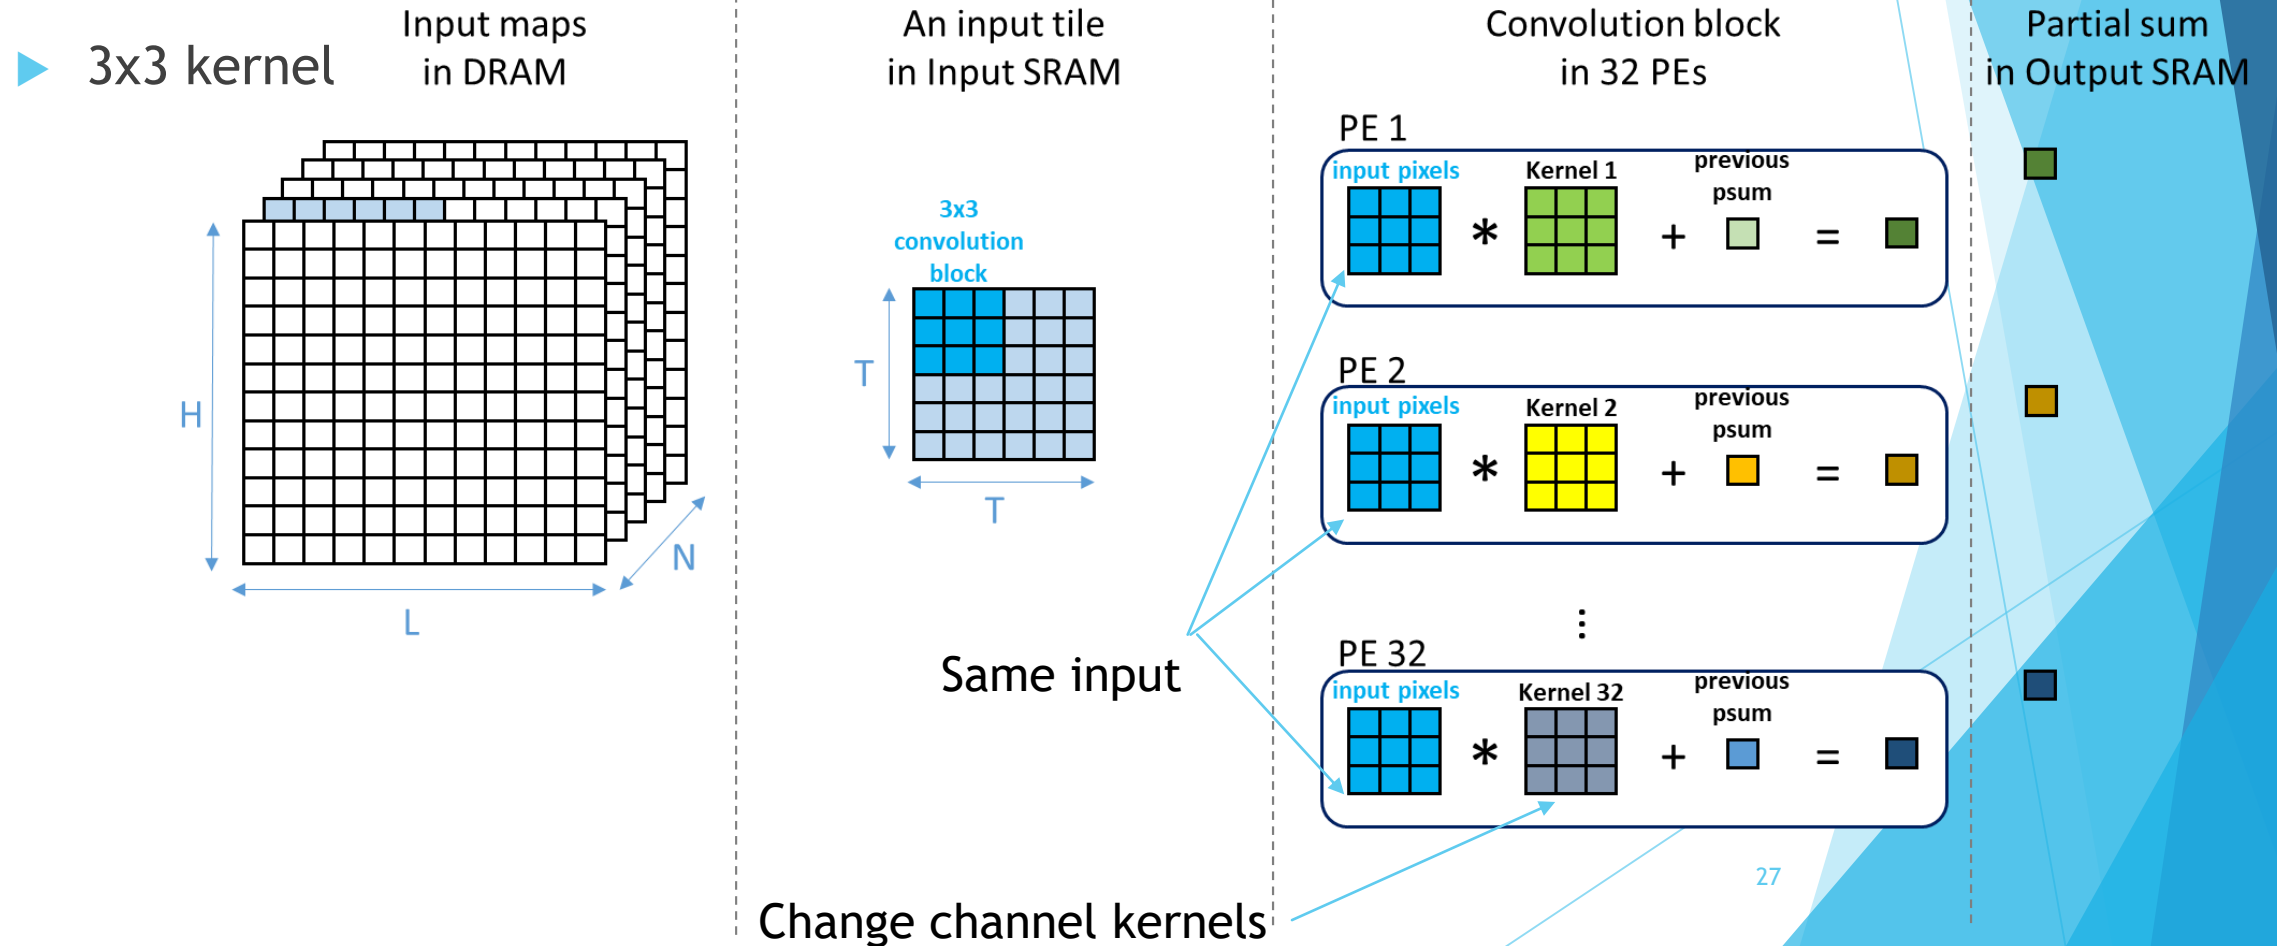 3x3 kernel
Input maps
in DRAM
H
L
N
An input tile
in Input SRAM
3x3
convolution
block
T
T
Same input
Change channel kernels
Convolution block
in 32 PEs
PE 1
input pixels
Kernel 1
previous
psum
*
+
=
PE 2
input pixels
Kernel 2
previous
psum
*
+
=
⋮
PE 32
input pixels
Kernel 32
previous
psum
*
+
=
Partial sum
in Output SRAM
27